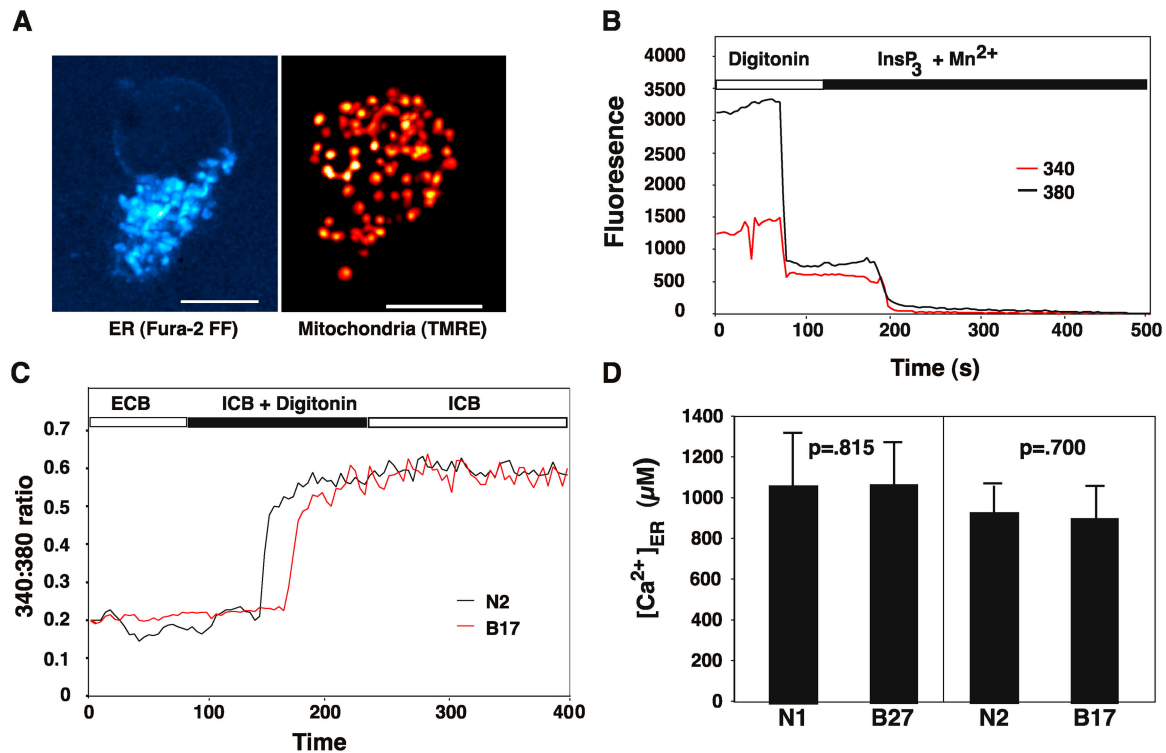 A
ER (Fura-2 FF)
Mitochondria (TMRE)
B
4000
3500
3000
2500
2000
1500
1000
500
0
Fluoresence
Digitonin
InsP3 + Mn2+
340
380
0
100
200
300
400
500
Time (s)
C
ECB
ICB + Digitonin
ICB
0.7
0.6
0.5
0.4
0.3
0.2
0.1
0
340:380 ratio
N2
B17
0
100
200
300
400
Time
D
1400
1200
1000
800
600
400
200
0
[Ca2+]ER (µM)
p=.815
p=.700
N1
B27
N2
B17